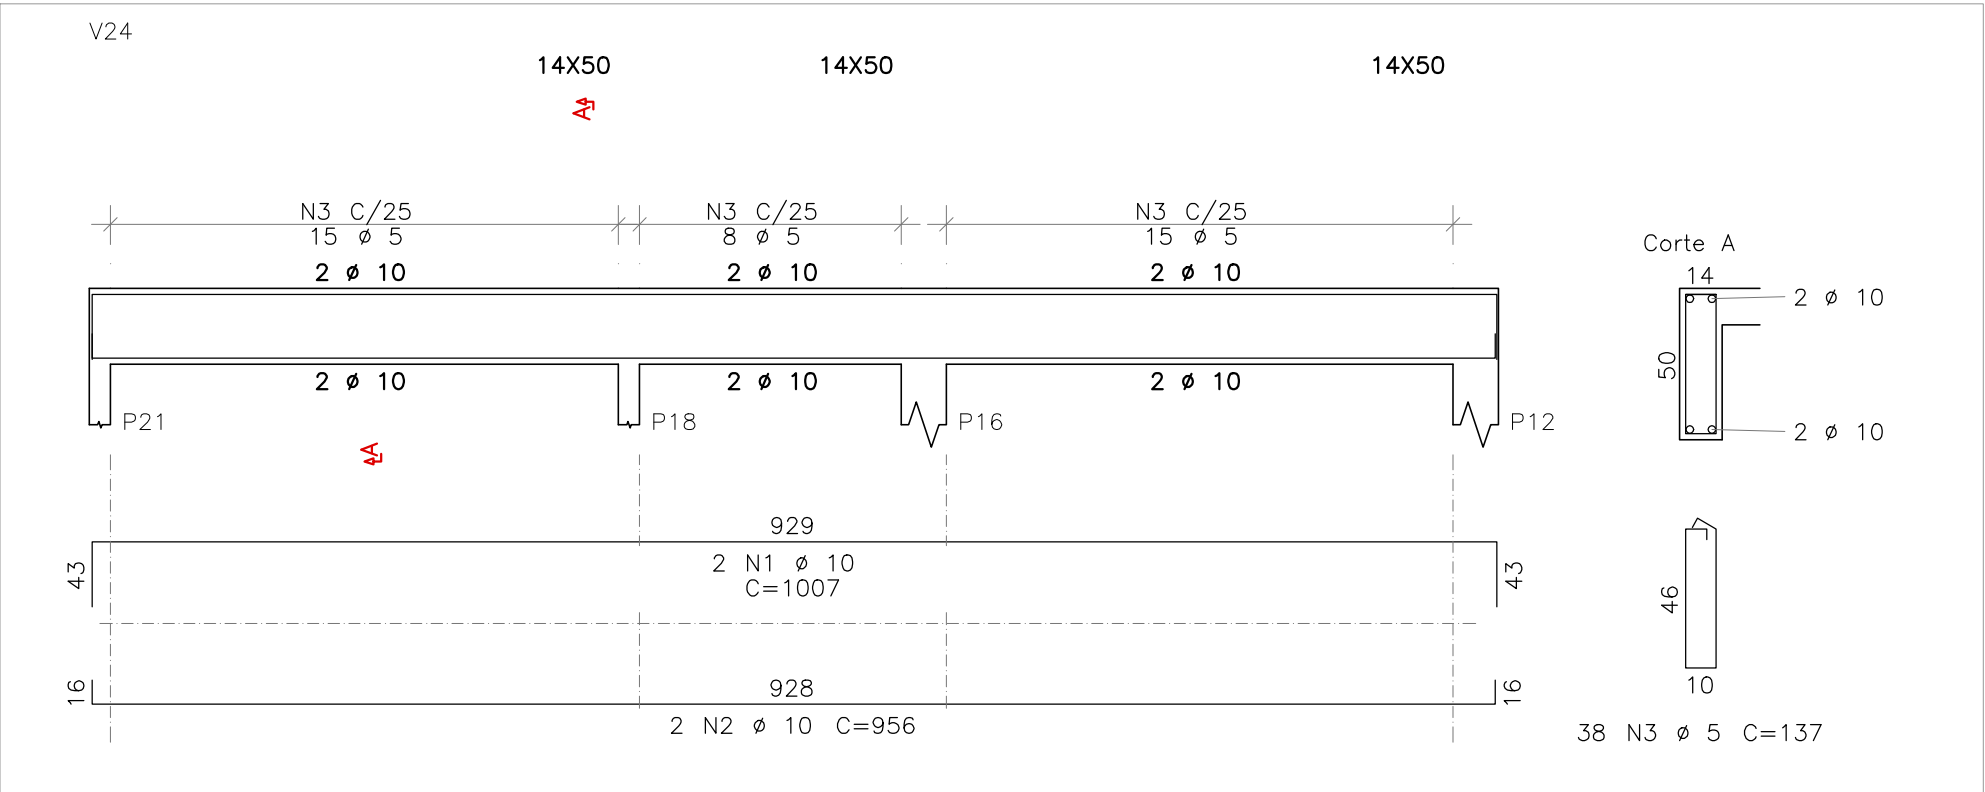 V24
14X50 14X50 14X50
A
N3 C/25 N3 C/25 N3 C/25
15 ø 5 8 ø 5 15 ø 5
2 ø 10 2 ø 10 2 ø 10
2 ø 10 2 ø 10 2 ø 10
P21 P18 P16 P12
A
Corte A
14
2 ø 10
50
2 ø 10
929
43
2 N1 ø 10
C=1007
43
928
16
16
2 N2 ø 10 C=956
46
10
38 N3 ø 5 C=137